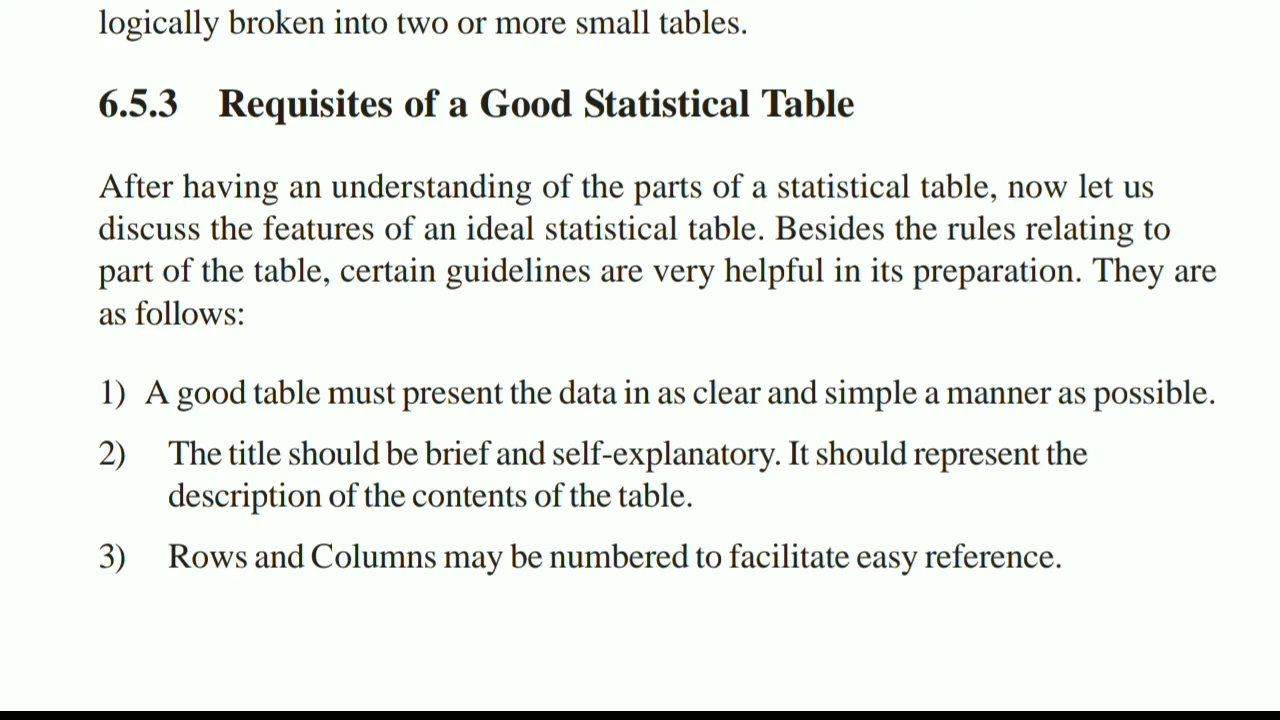 logically broken into two or more small tables.
6.5.3 Requisites of a Good Statistical Table
After having an understanding of the parts of a statistical table, now let us
discuss the features of an ideal statistical table. Besides the rules relating to
part of the table, certain guidelines are very helpful in its preparation. They are
as follows:
1) A good table must present the data in as clear and simple a manner as possible.
2) The title should be brief and self-explanatory. It should represent the
description of the contents of the table.
3) Rows and Columns may be numbered to facilitate easy reference.